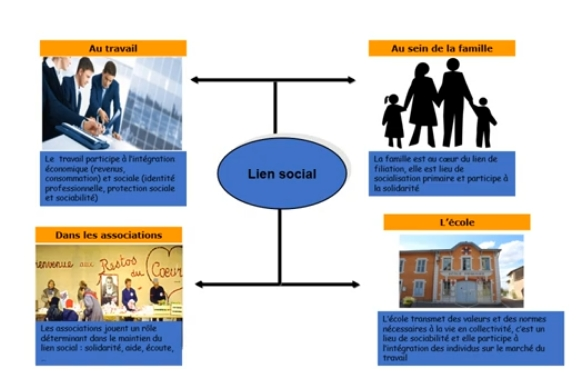 Au travail
Le travail participe à l'intégration
économique (revenus,
consommation) et sociale (identité
professionnelle, protection sociale
et sociabilité)
Au sein de la famille
La famille est au cœur du lien de
filiation, elle est lieu de
socialisation primaire et participe à
la solidarité
Lien social
Dans les associations
envenue aux Restos
du Cœur
Les associations jouent un rôle
déterminant dans le maintien du
lien social : solidarité, aide, écoute,
...
L'école
L'école transmet des valeurs et des normes
nécessaires à la vie en collectivité, c'est un
lieu de sociabilité et elle participe à
l'intégration des individus sur le marché du
travail